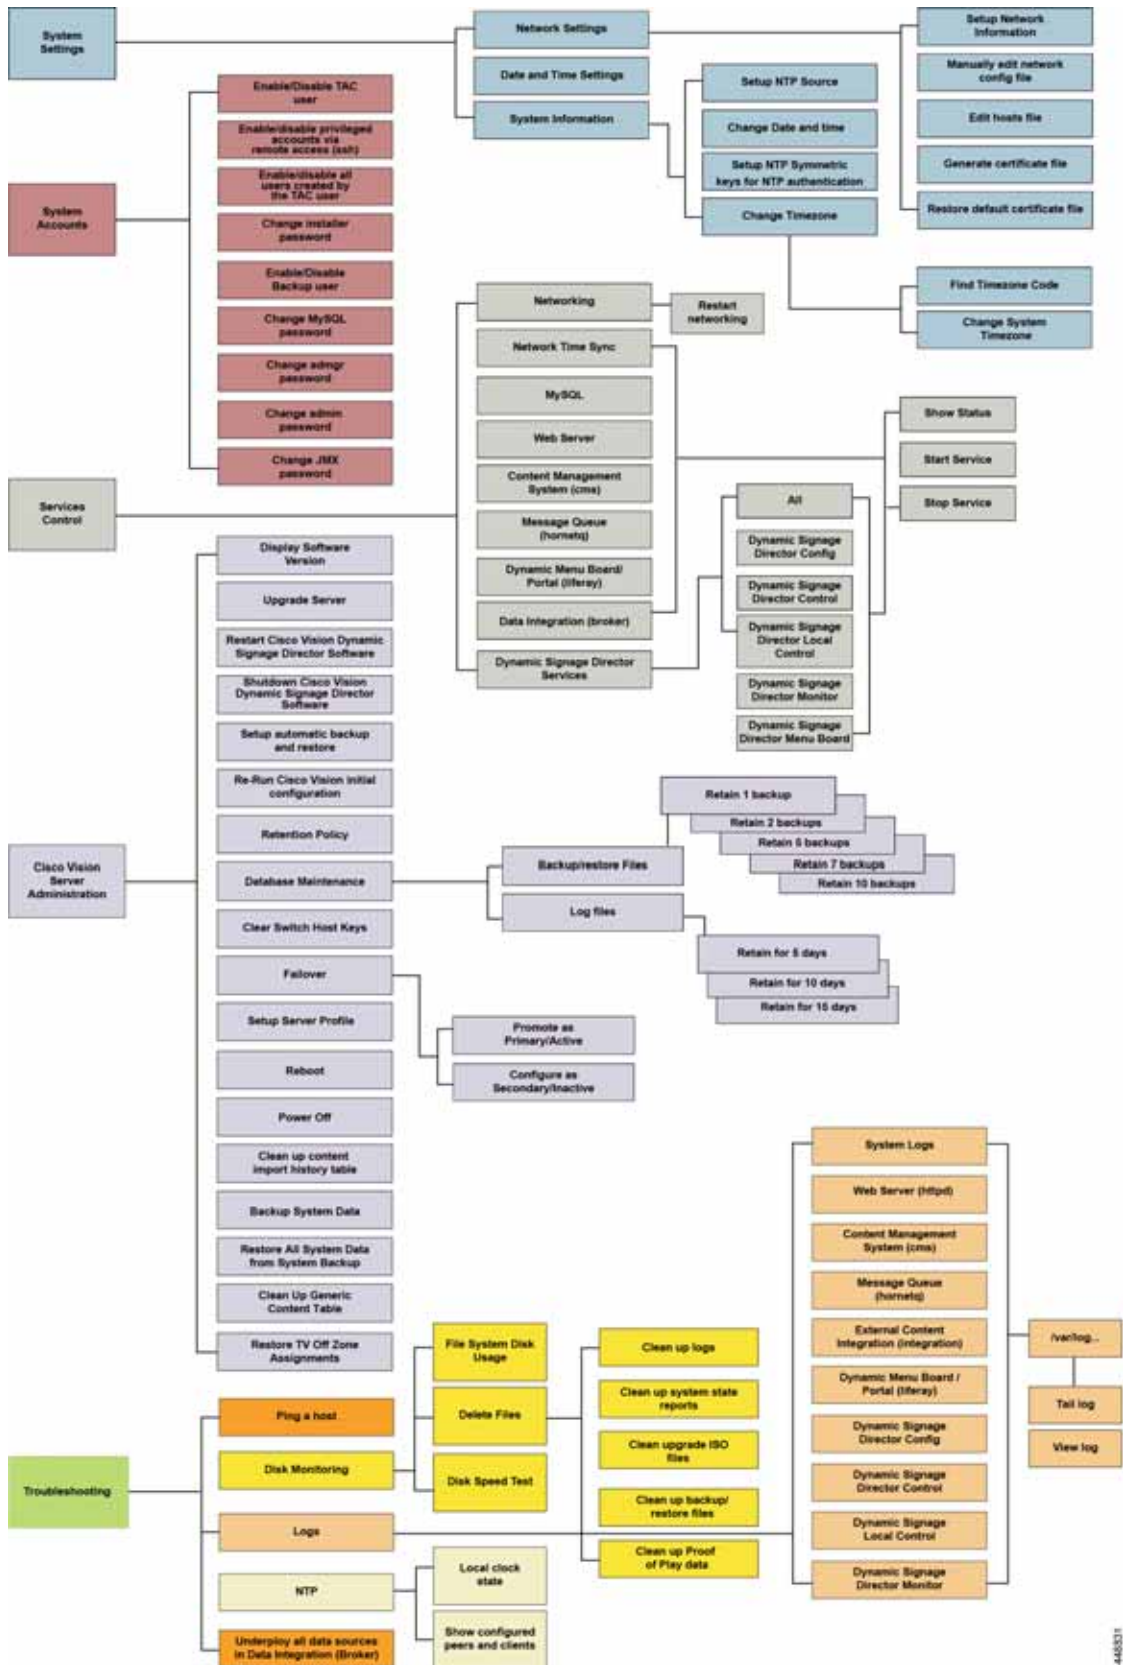 System
Settings
Network Settings
Date and Time Settings
System Information
Setup Network
Information
Manually edit network
config file
Edit hosts file
Generate certificate file
Restore default certificate file
Setup NTP Source
Change Date and time
Setup NTP Symmetric
keys for NTP authentication
Change Timezone
Find Timezone Code
Change System
Timezone
System
Accounts
Enable/Disable TAC
user
Enable/disable privileged
accounts via
remote access (ssh)
Enable/disable all
users created by
the TAC user
Change installer
password
Enable/Disable
Backup user
Change MySQL
password
Change admgr
password
Change admin
password
Change JMX
password
Services
Control
Networking
Restart
networking
Network Time Sync
MySQL
Web Server
Content Management
System (cms)
Message Queue
(hornetq)
Dynamic Menu Board/
Portal (liferay)
Data Integration (broker)
Dynamic Signage Director
Services
All
Dynamic Signage
Director Config
Dynamic Signage
Director Control
Dynamic Signage
Director Local
Control
Dynamic Signage
Director Monitor
Dynamic Signage
Director Menu Board
Show Status
Start Service
Stop Service
Cisco Vision
Server
Administration
Display Software
Version
Upgrade Server
Restart Cisco Vision Dynamic
Signage Director Software
Shutdown Cisco Vision
Dynamic Signage Director
Software
Setup automatic backup
and restore
Re-Run Cisco Vision initial
configuration
Retention Policy
Database Maintenance
Clear Switch Host Keys
Failover
Setup Server Profile
Reboot
Power Off
Clean up content
import history table
Backup System Data
Restore All System Data
from System Backup
Clean Up Generic
Content Table
Restore TV Off Zone
Assignments
Backup/restore Files
Log files
Retain 1 backup
Retain 2 backups
Retain 5 backups
Retain 7 backups
Retain 10 backups
Retain for 5 days
Retain for 10 days
Retain for 15 days
Promote as
Primary/Active
Configure as
Secondary/Inactive
Troubleshooting
Ping a host
Disk Monitoring
Logs
NTP
Underploy all data sources
in Data Integration (Broker)
File System Disk
Usage
Delete Files
Disk Speed Test
Local clock
state
Show configured
peers and clients
Clean up logs
Clean up system state
reports
Clean upgrade ISO
files
Clean up backup/
restore files
Clean up Proof
of Play data
System Logs
Web Server (httpd)
Content Management
System (cms)
Message Queue
(hornetq)
External Content
Integration (integration)
Dynamic Menu Board /
Portal (liferay)
Dynamic Signage
Director Config
Dynamic Signage
Director Control
Dynamic Signage
Local Control
Dynamic Signage
Director Monitor
/var/log...
Tail log
View log